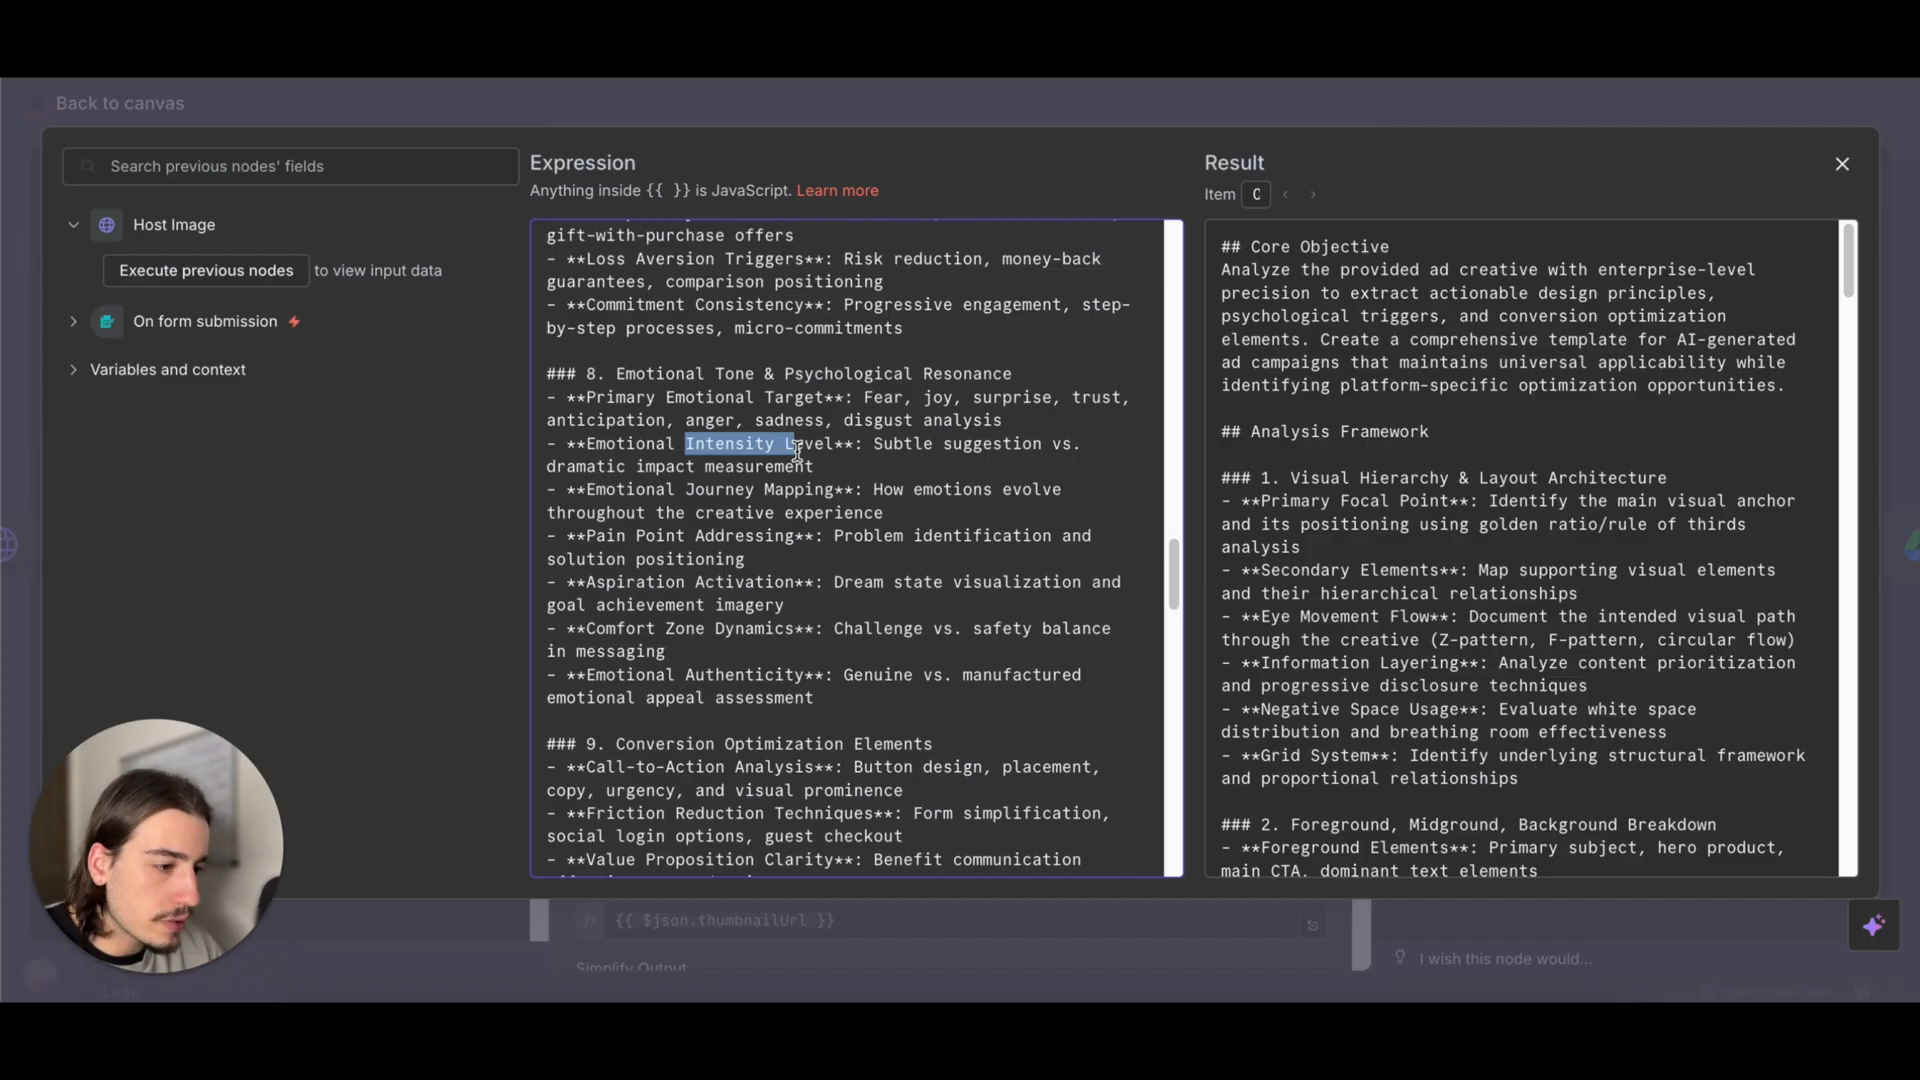 Back to canvas
Search previous nodes' fields
Host Image
Execute previous nodes to view input data
On form submission
Variables and context
Expression
Anything inside {{ }} is JavaScript. Learn more
gift-with-purchase offers
- **Loss Aversion Triggers**: Risk reduction, money-back
guarantees, comparison positioning
- **Commitment Consistency**: Progressive engagement, step-
by-step processes, micro-commitments
### 8. Emotional Tone & Psychological Resonance
- **Primary Emotional Target**: Fear, joy, surprise, trust,
anticipation, anger, sadness, disgust analysis
- **Emotional Intensity Level**: Subtle suggestion vs.
dramatic impact measurement
- **Emotional Journey Mapping**: How emotions evolve
throughout the creative experience
- **Pain Point Addressing**: Problem identification and
solution positioning
- **Aspiration Activation**: Dream state visualization and
goal achievement imagery
- **Comfort Zone Dynamics**: Challenge vs. safety balance
in messaging
- **Emotional Authenticity**: Genuine vs. manufactured
emotional appeal assessment
### 9. Conversion Optimization Elements
- **Call-to-Action Analysis**: Button design, placement,
copy, urgency, and visual prominence
- **Friction Reduction Techniques**: Form simplification,
social login options, guest checkout
- **Value Proposition Clarity**: Benefit communication
Result
Item
## Core Objective
Analyze the provided ad creative with enterprise-level
precision to extract actionable design principles,
psychological triggers, and conversion optimization
elements. Create a comprehensive template for AI-generated
ad campaigns that maintains universal applicability while
identifying platform-specific optimization opportunities.
## Analysis Framework
### 1. Visual Hierarchy & Layout Architecture
- **Primary Focal Point**: Identify the main visual anchor
and its positioning using golden ratio/rule of thirds
analysis
- **Secondary Elements**: Map supporting visual elements
and their hierarchical relationships
- **Eye Movement Flow**: Document the intended visual path
through the creative (Z-pattern, F-pattern, circular flow)
- **Information Layering**: Analyze content prioritization
and progressive disclosure techniques
- **Negative Space Usage**: Evaluate white space
distribution and breathing room effectiveness
- **Grid System**: Identify underlying structural framework
and proportional relationships
### 2. Foreground, Midground, Background Breakdown
- **Foreground Elements**: Primary subject, hero product,
main CTA, dominant text elements
{{ $json.thumbnailUrl }}
Simplify Output
I wish this node would...
Logs